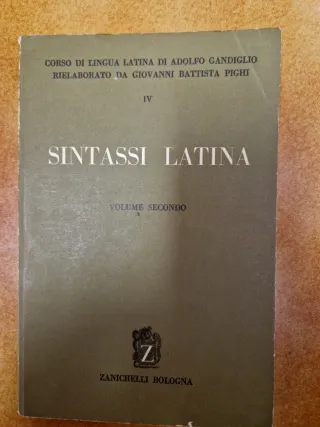 CORSO DI LINGUA LATINA DI ADOLFO GANDIGLIO
RIELABORATO DA GIOVANNI BATTISTA PIGHI
IV
SINTASSI LATINA
VOLUME SECONDO
Z
ZANICHELLI BOLOGNA